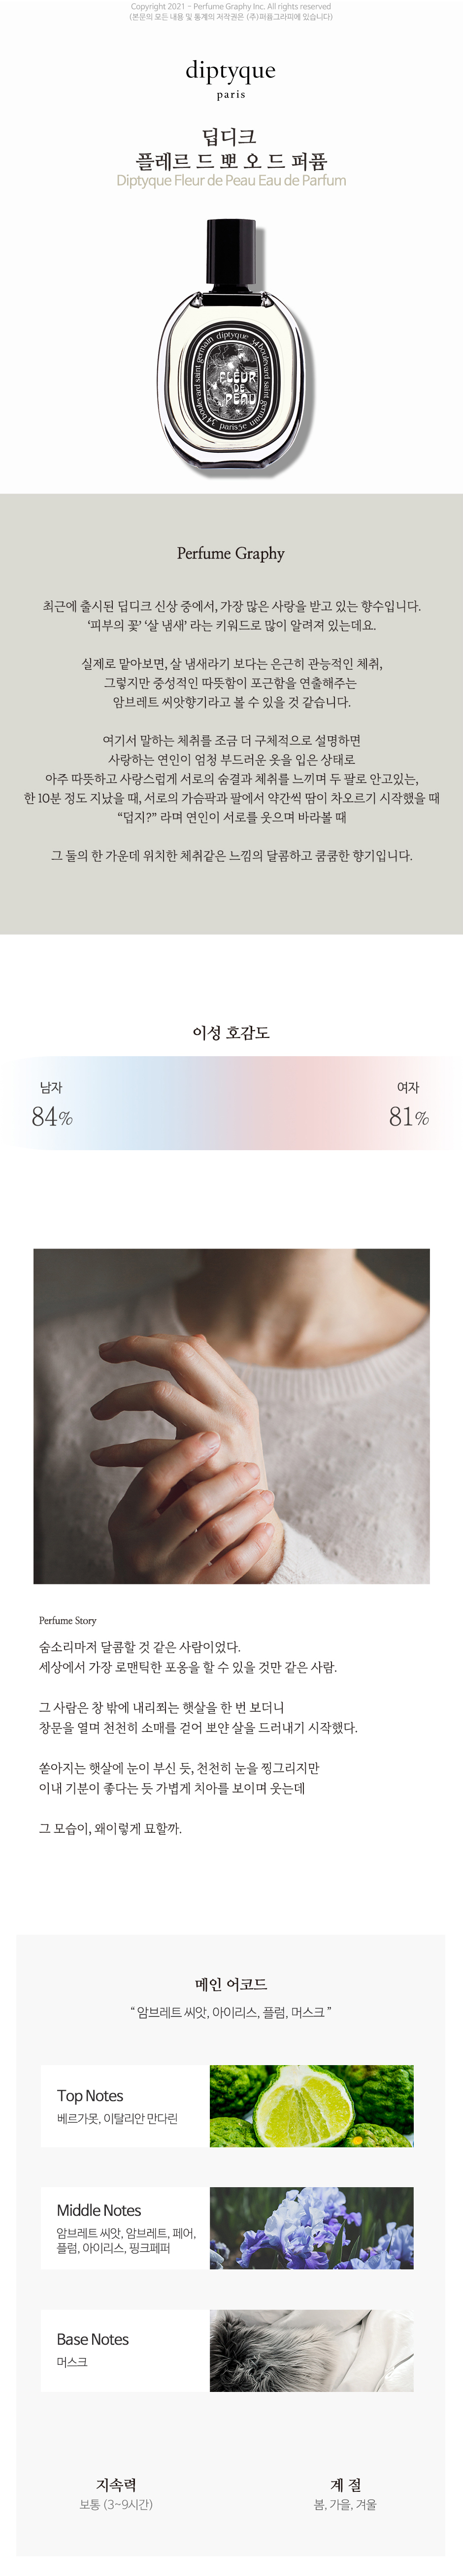 Copyright 2021 - Perfume Graphy Inc. All rights reserved
(본문의 모든 내용 및 통계의 저작권은 (주)퍼퓸그라피에 있습니다)
diptyque
paris
딥디크
플레르 드 뽀 오 드 퍼퓸
Diptyque Fleur de Peau Eau de Parfum
diptyque 34 boulevard saint germain
FLEUR
DE
PEAU
34 boulevard saint germain paris 5e
Perfume Graphy
최근에 출시된 딥디크 신상 중에서, 가장 많은 사랑을 받고 있는 향수입니다.
‘피부의 꽃’ ‘살 냄새’ 라는 키워드로 많이 알려져 있는데요.
실제로 맡아보면, 살 냄새라기 보다는 은근히 관능적인 체취,
그렇지만 중성적인 따뜻함이 포근함을 연출해주는
암브레트 씨앗향기라고 볼 수 있을 것 같습니다.
여기서 말하는 체취를 조금 더 구체적으로 설명하면
사랑하는 연인이 엄청 부드러운 옷을 입은 상태로
아주 따뜻하고 사랑스럽게 서로의 숨결과 체취를 느끼며 두 팔로 안고있는,
한 10분 정도 지났을 때, 서로의 가슴팍과 팔에서 약간씩 땀이 차오르기 시작했을 때
“덥지?” 라며 연인이 서로를 웃으며 바라볼 때
그 둘의 한 가운데 위치한 체취같은 느낌의 달콤하고 쿰쿰한 향기입니다.
이성 호감도
남자
여자
84%
81%
Perfume Story
숨소리마저 달콤할 것 같은 사람이었다.
세상에서 가장 로맨틱한 포옹을 할 수 있을 것만 같은 사람.
그 사람은 창 밖에 내리쬐는 햇살을 한 번 보더니
창문을 열며 천천히 소매를 걷어 뽀얀 살을 드러내기 시작했다.
쏟아지는 햇살에 눈이 부신 듯, 천천히 눈을 찡그리지만
이내 기분이 좋다는 듯 가볍게 치아를 보이며 웃는데
그 모습이, 왜이렇게 묘할까.
메인 어코드
“ 암브레트 씨앗, 아이리스, 플럼, 머스크 ”
Top Notes
베르가못, 이탈리안 만다린
Middle Notes
암브레트 씨앗, 암브레트, 페어,
플럼, 아이리스, 핑크페퍼
Base Notes
머스크
지속력
계 절
보통 (3~9시간)
봄, 가을, 겨울